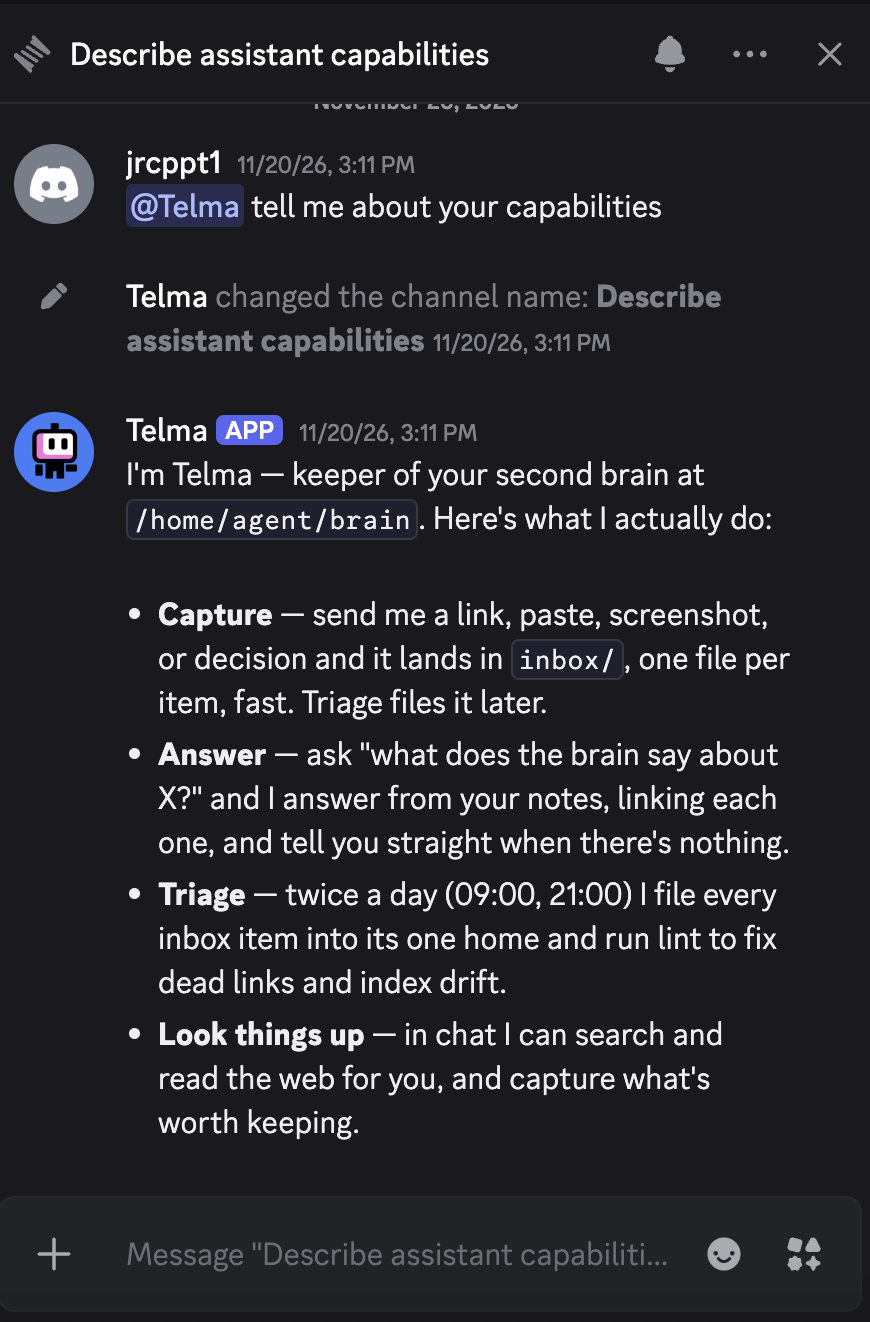 Describe assistant capabilities
jrcppt1 11/20/26, 3:11 PM
@Telma tell me about your capabilities
Telma changed the channel name: Describe
assistant capabilities 11/20/26, 3:11 PM
Telma APP 11/20/26, 3:11 PM
I'm Telma — keeper of your second brain at
/home/agent/brain. Here's what I actually do:
• Capture — send me a link, paste, screenshot,
or decision and it lands in inbox/, one file per
item, fast. Triage files it later.
• Answer — ask "what does the brain say about
X?" and I answer from your notes, linking each
one, and tell you straight when there's nothing.
• Triage — twice a day (09:00, 21:00) I file every
inbox item into its one home and run lint to fix
dead links and index drift.
• Look things up — in chat I can search and
read the web for you, and capture what's
worth keeping.
Message "Describe assistant capabiliti...